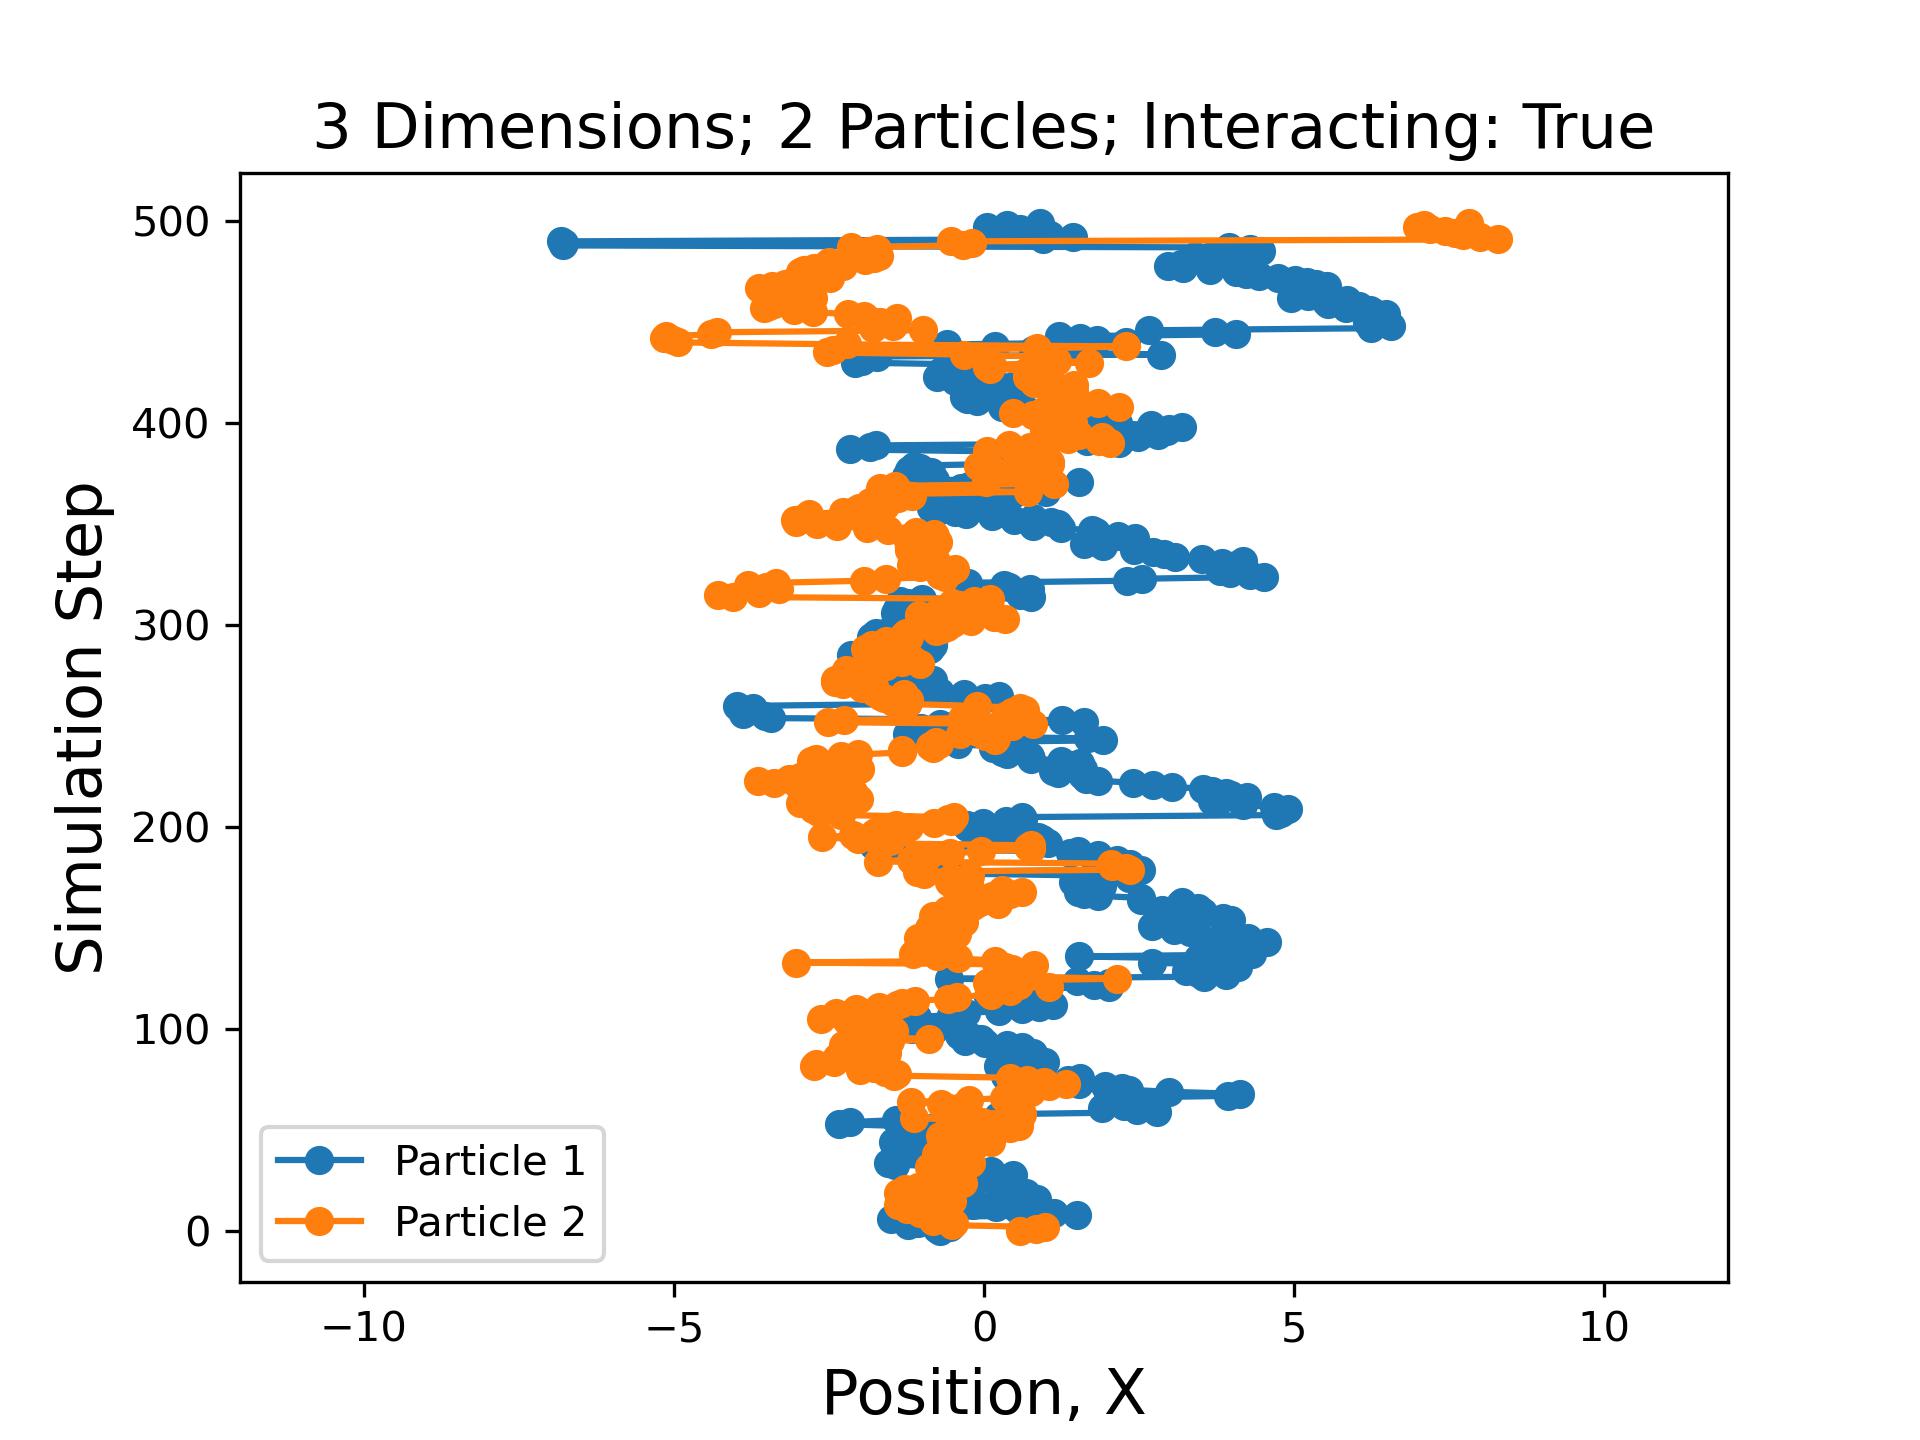 3 Dimensions; 2 Particles; Interacting: True
Simulation Step
500
400
300
200
100
0
Particle 1
Particle 2
−10
−5
0
5
10
Position, X